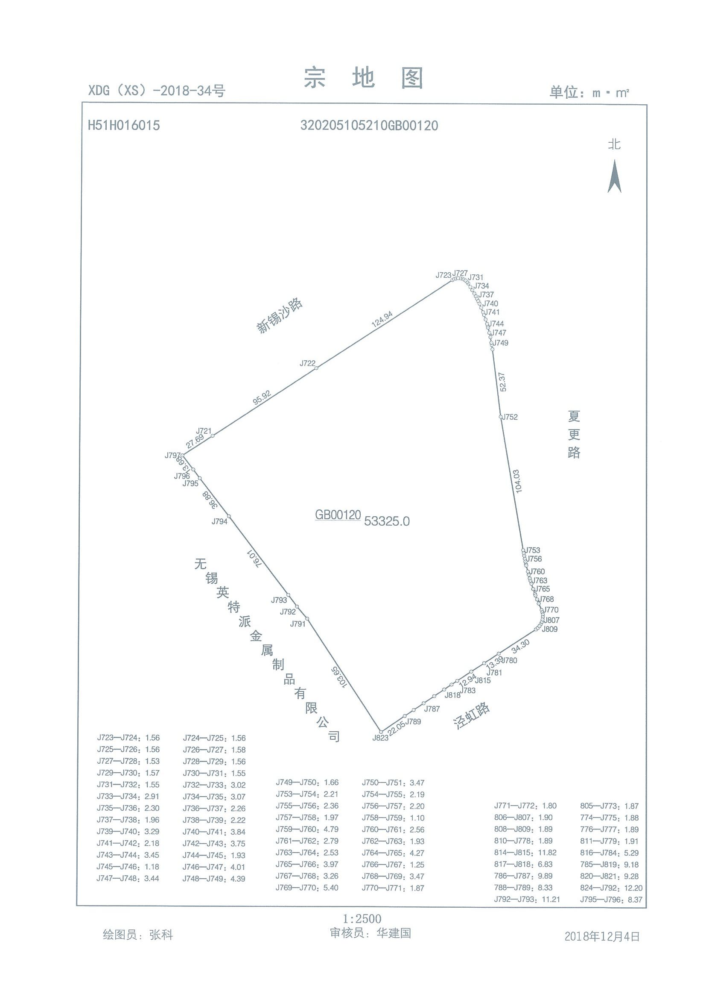 宗 地 图
XDG（XS）-2018-34号
单位：m·㎡
H51H016015
320205105210GB00120
北
J723
J727
J731
J734
J737
J740
J741
J744
J747
J749
新锡沙路
124.94
J722
95.92
52.37
J752
夏更路
J721
27.69
J797
13.68
J796
J795
36.88
J794
104.03
GB00120
53325.0
76.01
J753
J756
J760
J763
J765
J768
J770
J807
J809
J793
J792
J791
无锡英特派金属制品有限公司
103.65
34.30
J780
13.39
J781
J815
12.94
J783
J818
J787
J789
泾虹路
22.05
J823
J723—J724：1.56 J724—J725：1.56
J725—J726：1.56 J726—J727：1.58
J727—J728：1.53 J728—J729：1.56
J729—J730：1.57 J730—J731：1.55
J731—J732：1.55 J732—J733：3.02
J733—J734：2.91 J734—J735：3.07
J735—J736：2.30 J736—J737：2.26
J737—J738：1.96 J738—J739：2.22
J739—J740：3.29 J740—J741：3.84
J741—J742：2.18 J742—J743：3.75
J743—J744：3.45 J744—J745：1.93
J745—J746：1.18 J746—J747：4.01
J747—J748：3.44 J748—J749：4.39
J749—J750：1.66 J750—J751：3.47
J753—J754：2.21 J754—J755：2.19
J755—J756：2.36 J756—J757：2.20
J757—J758：1.97 J758—J759：1.10
J759—J760：4.79 J760—J761：2.56
J761—J762：2.79 J762—J763：1.93
J763—J764：2.53 J764—J765：4.27
J765—J766：3.97 J766—J767：1.25
J767—J768：3.26 J768—J769：3.47
J769—J770：5.40 J770—J771：1.87
J771—J772：1.80 805—J773：1.87
806—J807：1.90 774—J775：1.88
808—J809：1.89 776—J777：1.89
810—J778：1.89 811—J779：1.91
814—J815：11.82 816—J784：5.29
817—J818：6.83 785—J819：9.18
786—J787：9.89 820—J821：9.28
788—J789：8.33 824—J792：12.20
J792—J793：11.21 J795—J796：8.37
1:2500
绘图员：张科
审核员：华建国
2018年12月4日